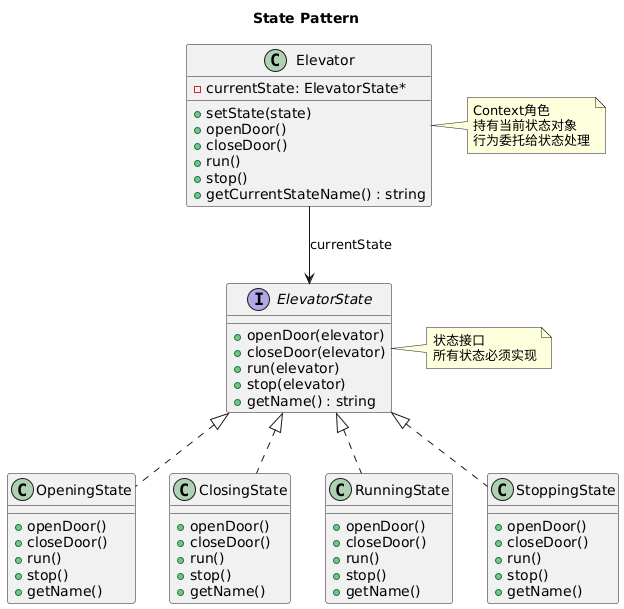 State Pattern
C Elevator
currentState: ElevatorState*
setState(state)
openDoor()
closeDoor()
run()
stop()
getCurrentStateName() : string
Context角色
持有当前状态对象
行为委托给状态处理
currentState
I ElevatorState
openDoor(elevator)
closeDoor(elevator)
run(elevator)
stop(elevator)
getName() : string
状态接口
所有状态必须实现
C OpeningState
openDoor()
closeDoor()
run()
stop()
getName()
C ClosingState
openDoor()
closeDoor()
run()
stop()
getName()
C RunningState
openDoor()
closeDoor()
run()
stop()
getName()
C StoppingState
openDoor()
closeDoor()
run()
stop()
getName()